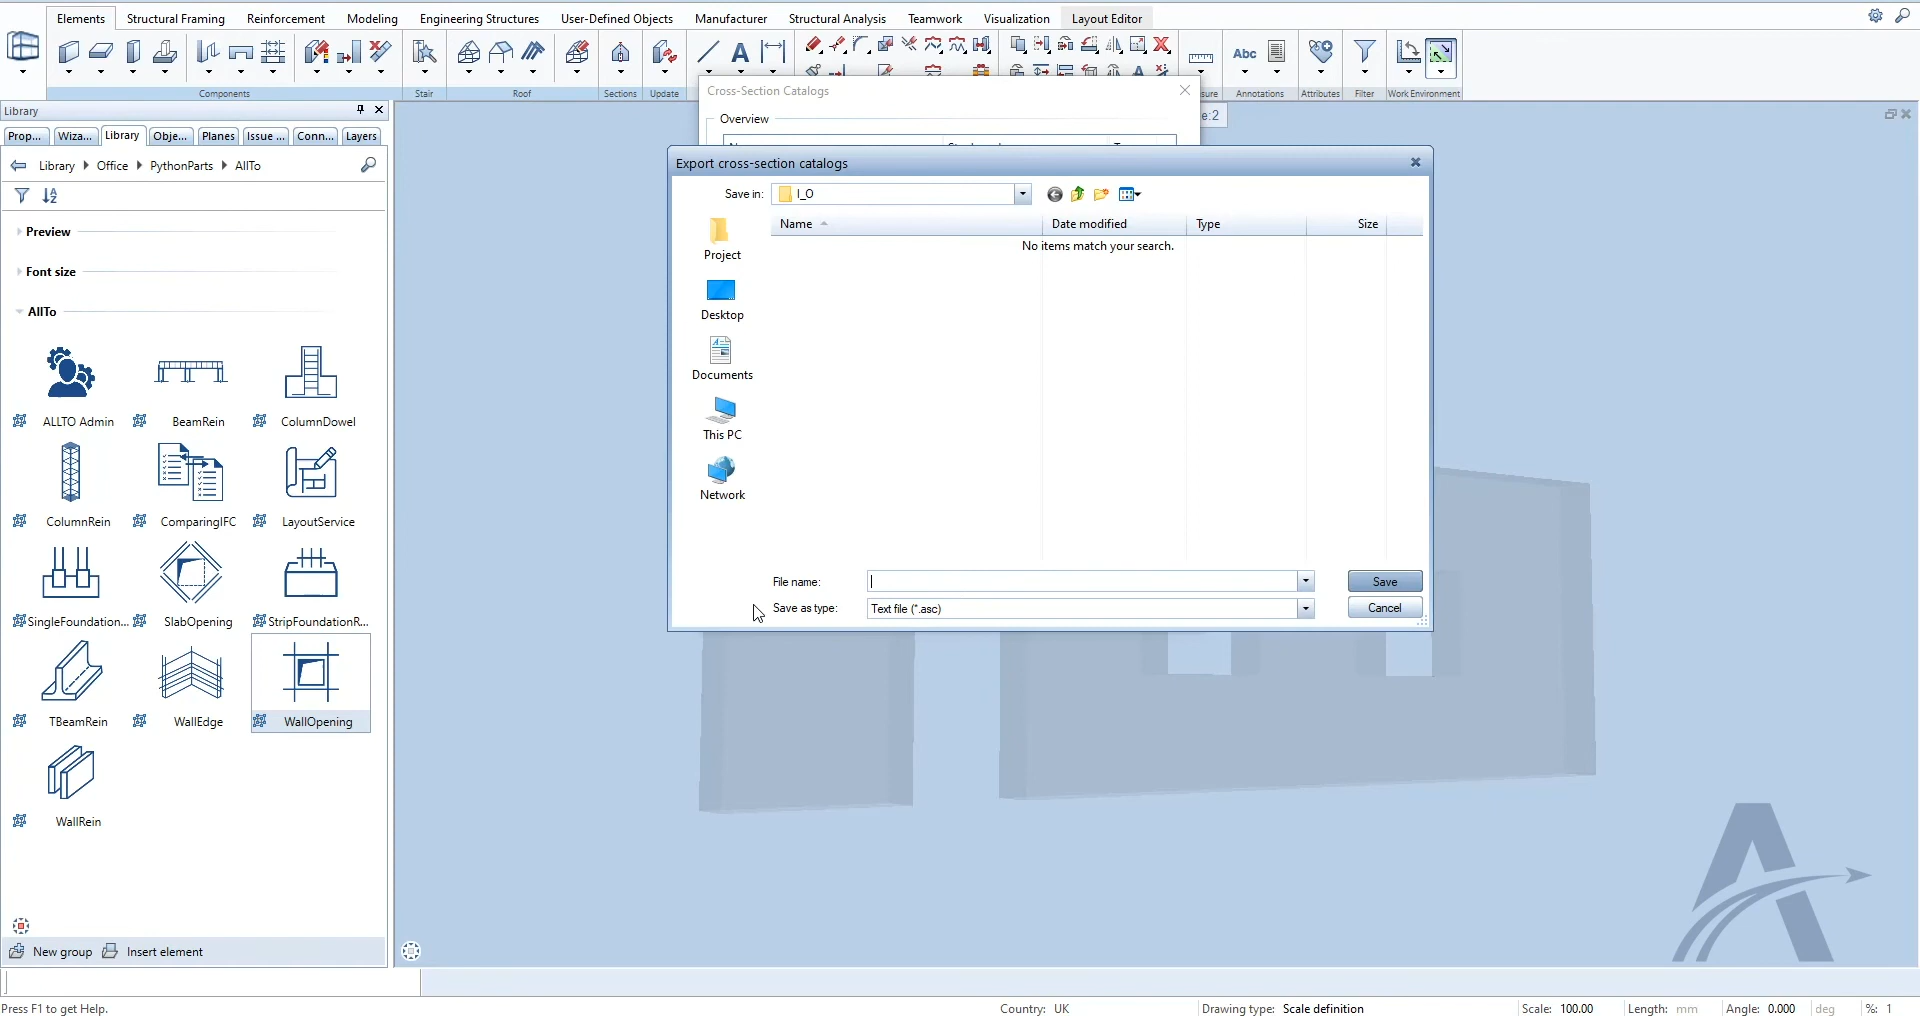 Elements Structural Framing Reinforcement Modeling Engineering Structures User-Defined Objects Manufacturer Structural Analysis Teamwork Visualization Layout Editor
Abc
Components Stair Roof Sections Update Annotations Attributes Filter Work Environment
Library
Prop... Wiza... Library Obje... Planes Issue ... Conn... Layers
Library Office PythonParts AllTo
Preview
Font size
AllTo
ALLTO Admin BeamRein ColumnDowel
ColumnRein ComparingIFC LayoutService
SingleFoundation... SlabOpening StripFoundationR...
TBeamRein WallEdge WallOpening
WallRein
New group Insert element
Cross-Section Catalogs
Overview
e:2
Export cross-section catalogs
Save in: I_O
Name Date modified Type Size
No items match your search.
Project
Desktop
Documents
This PC
Network
File name: Save
Save as type: Text file (*.asc) Cancel
Press F1 to get Help. Country: UK Drawing type: Scale definition Scale: 100.00 Length: mm Angle: 0.000 deg %: 1